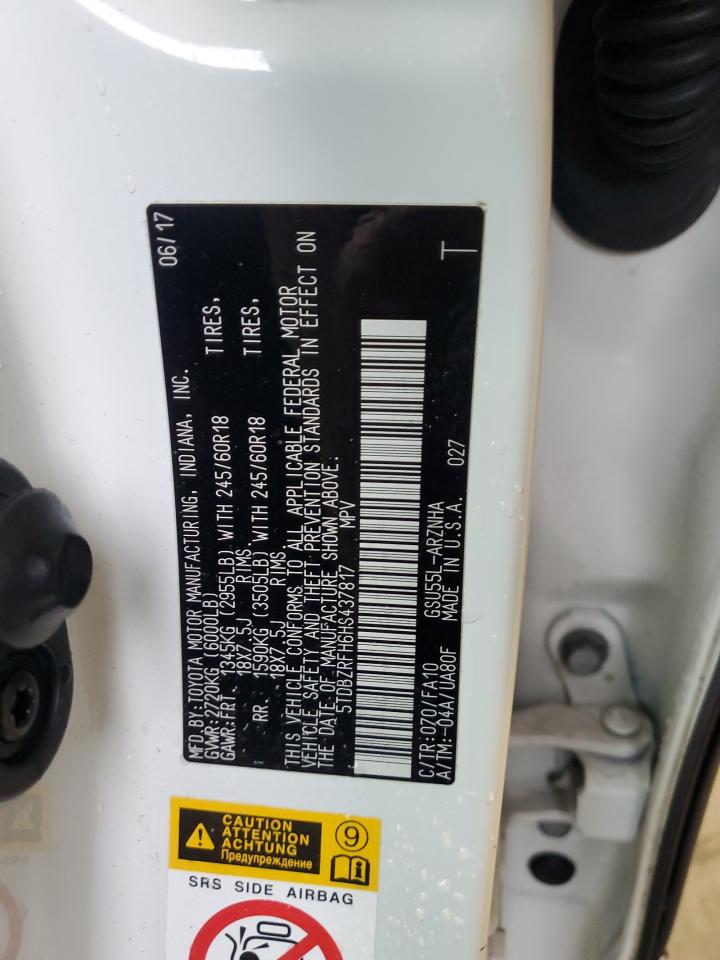 MFD.BY:TOYOTA MOTOR MANUFACTURING, INDIANA, INC. 06/17
GVWR:2720KG (6000LB)
GAWR:FRT. 1345KG (2955LB) WITH 245/60R18 TIRES,
18X7.5J RIMS.
RR. 1590KG (3505LB) WITH 245/60R18 TIRES,
18X7.5J RIMS.
THIS VEHICLE CONFORMS TO ALL APPLICABLE FEDERAL MOTOR
VEHICLE SAFETY AND THEFT PREVENTION STANDARDS IN EFFECT ON
THE DATE OF MANUFACTURE SHOWN ABOVE.
5TDBZRFH6HS437817 MPV
C/TR:070/FA10 GSU55L-ARZNHA
A/TM:-04A/UA80F MADE IN U.S.A. 027
T
CAUTION
ATTENTION
ACHTUNG
Предупреждение
9
SRS SIDE AIRBAG